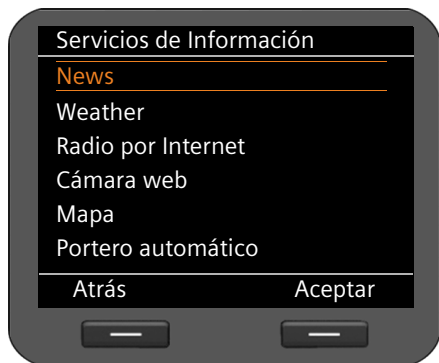 Servicios de Información
News
Weather
Radio por Internet
Cámara web
Mapa
Portero automático
Atrás Aceptar